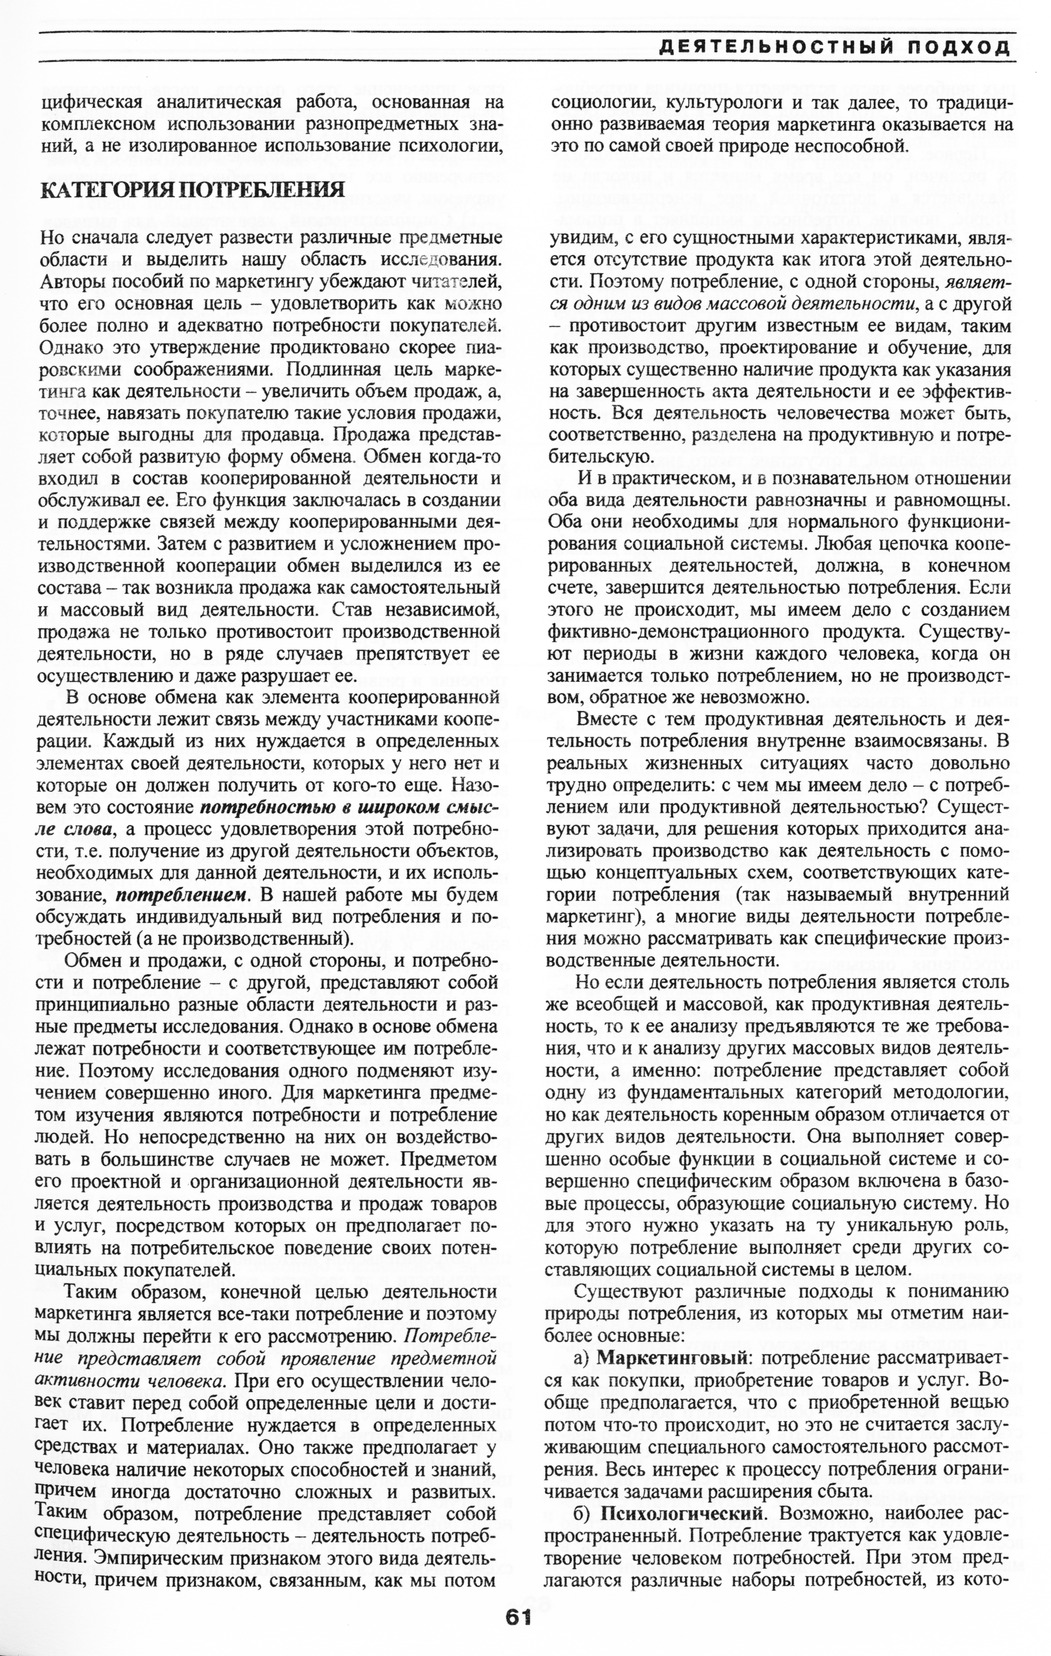 ДЕЯТЕЛЬНОСТНЫЙ ПОДХОД
цифическая аналитическая работа, основанная на
комплексном использовании разнопредметных зна-
ний, а не изолированное использование психологии,
социологии, культурологи и так далее, то традици-
онно развиваемая теория маркетинга оказывается на
это по самой своей природе неспособной.
КАТЕГОРИЯ ПОТРЕБЛЕНИЯ
Но сначала следует развести различные предметные
области и выделить нашу область исследования.
Авторы пособий по маркетингу убеждают читателей,
что его основная цель – удовлетворить как можно
более полно и адекватно потребности покупателей.
Однако это утверждение продиктовано скорее пиа-
ровскими соображениями. Подлинная цель марке-
тинга как деятельности – увеличить объем продаж, а,
точнее, навязать покупателю такие условия продажи,
которые выгодны для продавца. Продажа представ-
ляет собой развитую форму обмена. Обмен когда-то
входил в состав кооперированной деятельности и
обслуживал ее. Его функция заключалась в создании
и поддержке связей между кооперированными дея-
тельностями. Затем с развитием и усложнением про-
изводственной кооперации обмен выделился из ее
состава – так возникла продажа как самостоятельный
и массовый вид деятельности. Став независимой,
продажа не только противостоит производственной
деятельности, но в ряде случаев препятствует ее
осуществлению и даже разрушает ее.
В основе обмена как элемента кооперированной
деятельности лежит связь между участниками коопе-
рации. Каждый из них нуждается в определенных
элементах своей деятельности, которых у него нет и
которые он должен получить от кого-то еще. Назо-
вем это состояние потребностью в широком смыс-
ле слова, а процесс удовлетворения этой потребно-
сти, т.е. получение из другой деятельности объектов,
необходимых для данной деятельности, и их исполь-
зование, потреблением. В нашей работе мы будем
обсуждать индивидуальный вид потребления и по-
требностей (а не производственный).
Обмен и продажи, с одной стороны, и потребно-
сти и потребление – с другой, представляют собой
принципиально разные области деятельности и раз-
ные предметы исследования. Однако в основе обмена
лежат потребности и соответствующее им потребле-
ние. Поэтому исследования одного подменяют изу-
чением совершенно иного. Для маркетинга предме-
том изучения являются потребности и потребление
людей. Но непосредственно на них он воздейство-
вать в большинстве случаев не может. Предметом
его проектной и организационной деятельности яв-
ляется деятельность производства и продаж товаров
и услуг, посредством которых он предполагает по-
влиять на потребительское поведение своих потен-
циальных покупателей.
Таким образом, конечной целью деятельности
маркетинга является все-таки потребление и поэтому
мы должны перейти к его рассмотрению. Потребле-
ние представляет собой проявление предметной
активности человека. При его осуществлении чело-
век ставит перед собой определенные цели и дости-
гает их. Потребление нуждается в определенных
средствах и материалах. Оно также предполагает у
человека наличие некоторых способностей и знаний,
причем иногда достаточно сложных и развитых.
Таким образом, потребление представляет собой
специфическую деятельность – деятельность потреб-
ления. Эмпирическим признаком этого вида деятель-
ности, причем признаком, связанным, как мы потом
увидим, с его сущностными характеристиками, явля-
ется отсутствие продукта как итога этой деятельно-
сти. Поэтому потребление, с одной стороны, являет-
ся одним из видов массовой деятельности, а с другой
– противостоит другим известным ее видам, таким
как производство, проектирование и обучение, для
которых существенно наличие продукта как указания
на завершенность акта деятельности и ее эффектив-
ность. Вся деятельность человечества может быть,
соответственно, разделена на продуктивную и потре-
бительскую.
И в практическом, и в познавательном отношении
оба вида деятельности равнозначны и равномощны.
Оба они необходимы для нормального функциони-
рования социальной системы. Любая цепочка коопе-
рированных деятельностей, должна, в конечном
счете, завершится деятельностью потребления. Если
этого не происходит, мы имеем дело с созданием
фиктивно-демонстрационного продукта. Существу-
ют периоды в жизни каждого человека, когда он
занимается только потреблением, но не производст-
вом, обратное же невозможно.
Вместе с тем продуктивная деятельность и дея-
тельность потребления внутренне взаимосвязаны. В
реальных жизненных ситуациях часто довольно
трудно определить: с чем мы имеем дело – с потреб-
лением или продуктивной деятельностью? Сущест-
вуют задачи, для решения которых приходится ана-
лизировать производство как деятельность с помо-
щью концептуальных схем, соответствующих кате-
гории потребления (так называемый внутренний
маркетинг), а многие виды деятельности потребле-
ния можно рассматривать как специфические произ-
водственные деятельности.
Но если деятельность потребления является столь
же всеобщей и массовой, как продуктивная деятель-
ность, то к ее анализу предъявляются те же требова-
ния, что и к анализу других массовых видов деятель-
ности, а именно: потребление представляет собой
одну из фундаментальных категорий методологии,
но как деятельность коренным образом отличается от
других видов деятельности. Она выполняет совер-
шенно особые функции в социальной системе и со-
вершенно специфическим образом включена в базо-
вые процессы, образующие социальную систему. Но
для этого нужно указать на ту уникальную роль,
которую потребление выполняет среди других со-
ставляющих социальной системы в целом.
Существуют различные подходы к пониманию
природы потребления, из которых мы отметим наи-
более основные:
а) Маркетинговый: потребление рассматривает-
ся как покупки, приобретение товаров и услуг. Во-
обще предполагается, что с приобретенной вещью
потом что-то происходит, но это не считается заслу-
живающим специального самостоятельного рассмот-
рения. Весь интерес к процессу потребления ограни-
чивается задачами расширения сбыта.
б) Психологический. Возможно, наиболее рас-
пространенный. Потребление трактуется как удовле-
творение человеком потребностей. При этом пред-
лагаются различные наборы потребностей, из кото-
61